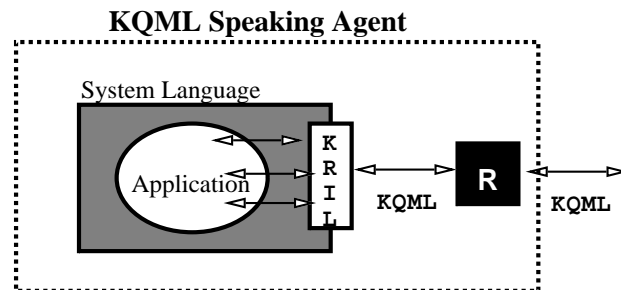 KQML Speaking Agent
System Language
Application
K
R
I
L
KQML
R
KQML